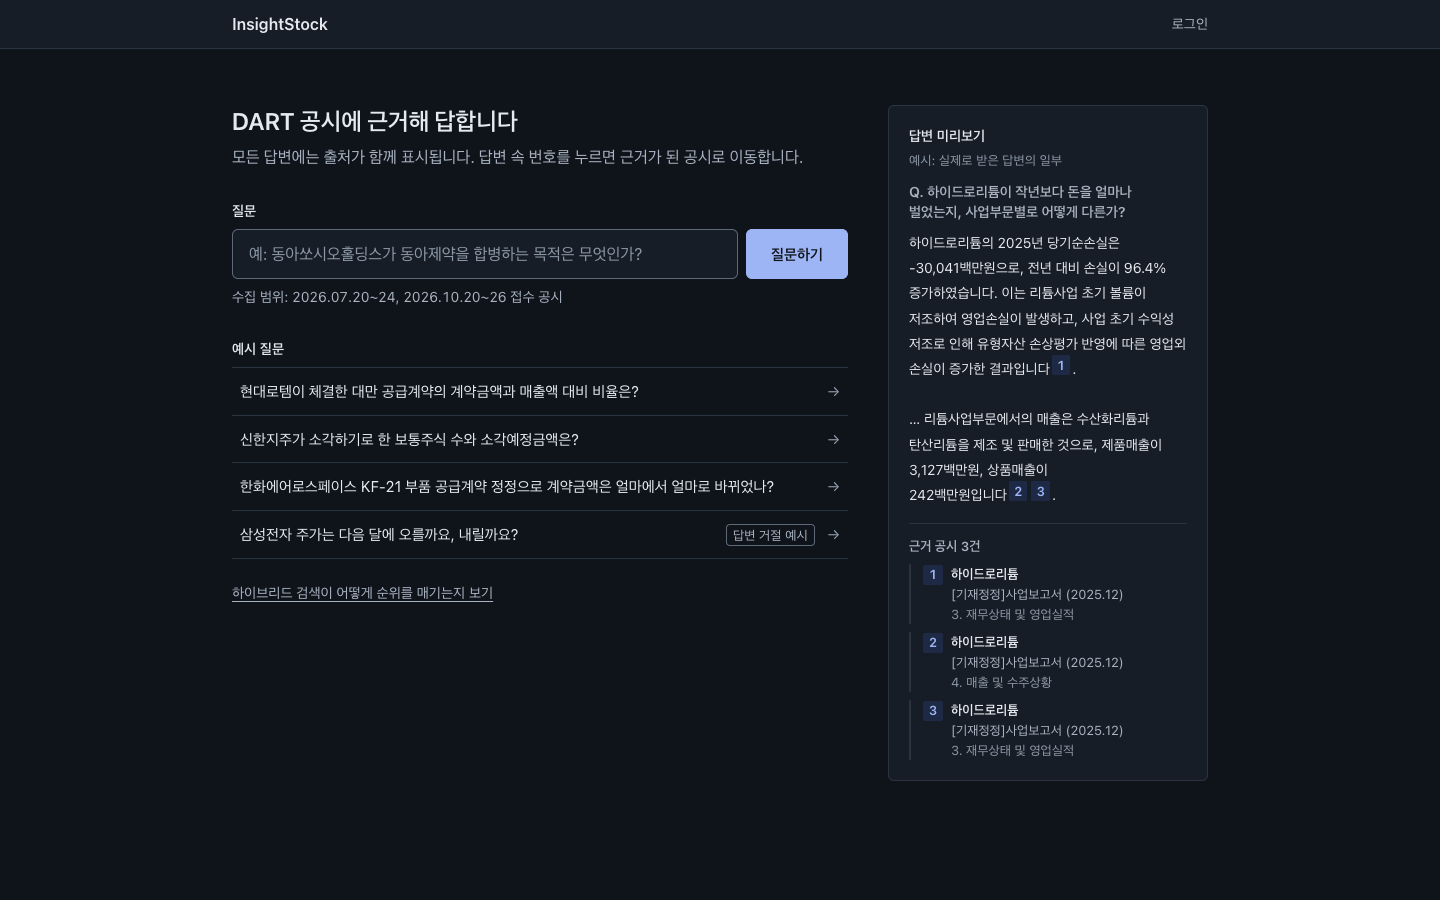 InsightStock
로그인
DART 공시에 근거해 답합니다
모든 답변에는 출처가 함께 표시됩니다. 답변 속 번호를 누르면 근거가 된 공시로 이동합니다.
질문
예: 동아쏘시오홀딩스가 동아제약을 합병하는 목적은 무엇인가?
질문하기
수집 범위: 2026.07.20~24, 2026.10.20~26 접수 공시
예시 질문
현대로템이 체결한 대만 공급계약의 계약금액과 매출액 대비 비율은? →
신한지주가 소각하기로 한 보통주식 수와 소각예정금액은? →
한화에어로스페이스 KF-21 부품 공급계약 정정으로 계약금액은 얼마에서 얼마로 바뀌었나? →
삼성전자 주가는 다음 달에 오를까요, 내릴까요? 답변 거절 예시 →
하이브리드 검색이 어떻게 순위를 매기는지 보기
답변 미리보기
예시: 실제로 받은 답변의 일부
Q. 하이드로리튬이 작년보다 돈을 얼마나
벌었는지, 사업부문별로 어떻게 다른가?
하이드로리튬의 2025년 당기순손실은
-30,041백만원으로, 전년 대비 손실이 96.4%
증가하였습니다. 이는 리튬사업 초기 볼륨이
저조하여 영업손실이 발생하고, 사업 초기 수익성
저조로 인해 유형자산 손상평가 반영에 따른 영업외
손실이 증가한 결과입니다 1 .
... 리튬사업부문에서의 매출은 수산화리튬과
탄산리튬을 제조 및 판매한 것으로, 제품매출이
3,127백만원, 상품매출이
242백만원입니다 2 3 .
근거 공시 3건
1 하이드로리튬
[기재정정]사업보고서 (2025.12)
3. 재무상태 및 영업실적
2 하이드로리튬
[기재정정]사업보고서 (2025.12)
4. 매출 및 수주상황
3 하이드로리튬
[기재정정]사업보고서 (2025.12)
3. 재무상태 및 영업실적